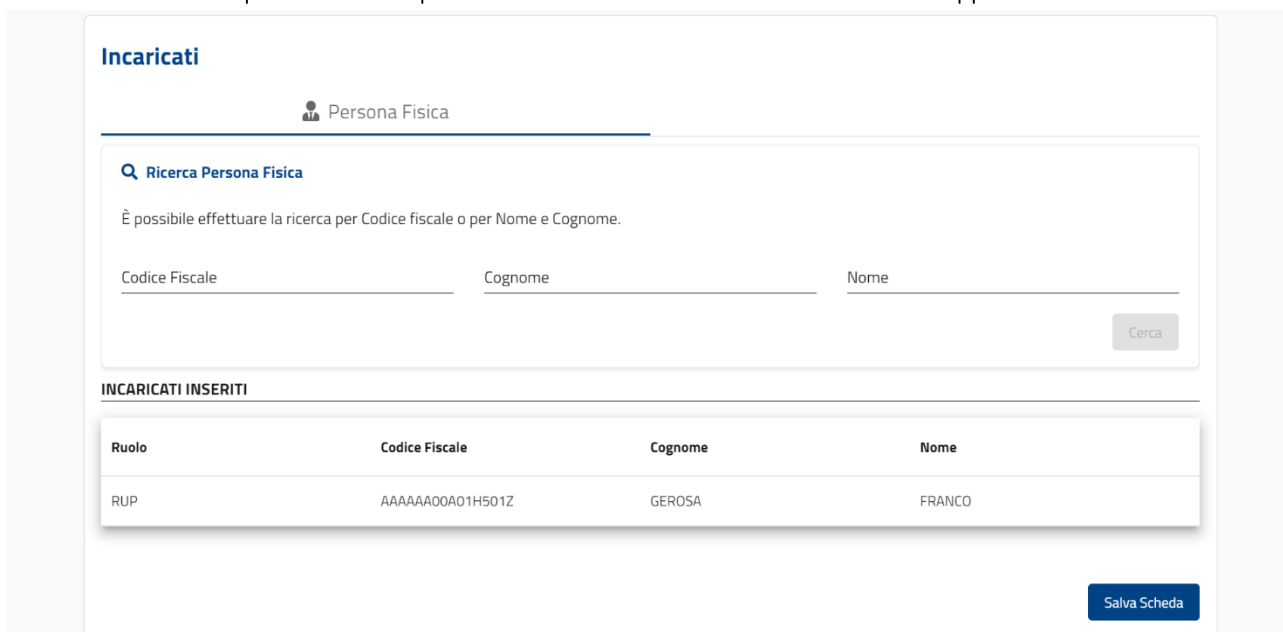 Incaricati
Persona Fisica
Ricerca Persona Fisica
È possibile effettuare la ricerca per Codice fiscale o per Nome e Cognome.
Codice Fiscale Cognome Nome
Cerca
INCARICATI INSERITI
Ruolo Codice Fiscale Cognome Nome
RUP AAAAAA00A01H501Z GEROSA FRANCO
Salva Scheda